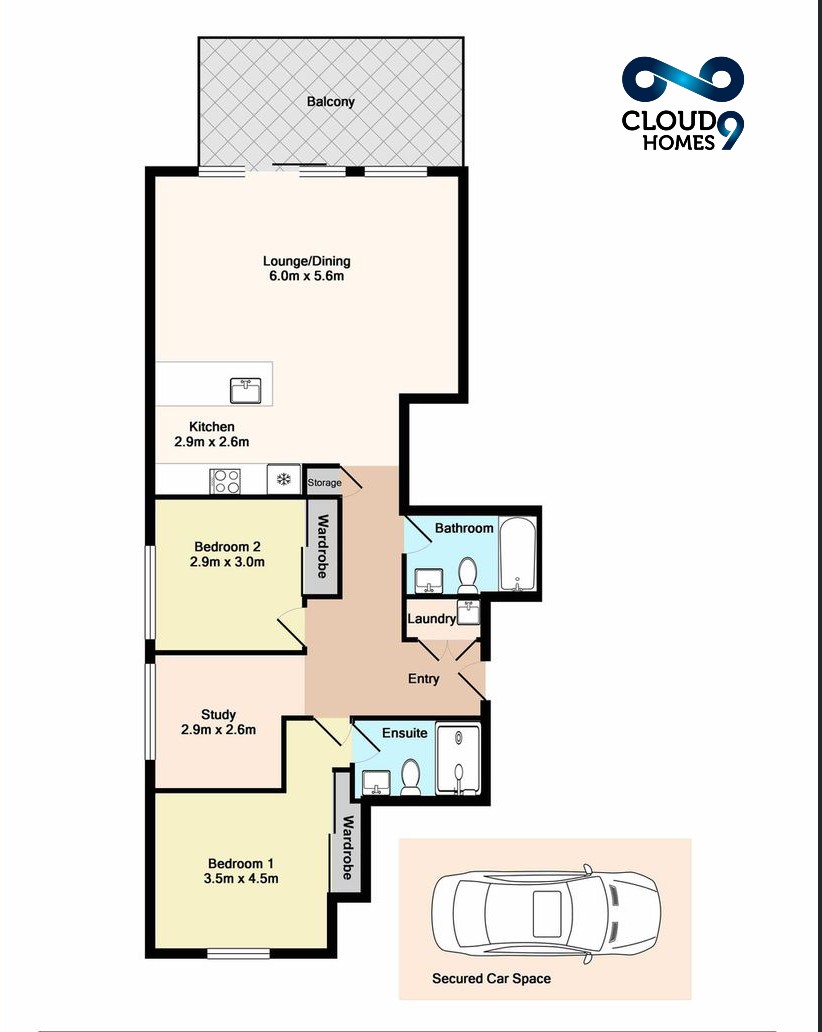 Balcony
CLOUD9
HOMES
Lounge/Dining
6.0m x 5.6m
Kitchen
2.9m x 2.6m
Storage
Wardrobe
Bathroom
Bedroom 2
2.9m x 3.0m
Laundry
Entry
Study
2.9m x 2.6m
Ensuite
Wardrobe
Bedroom 1
3.5m x 4.5m
Secured Car Space